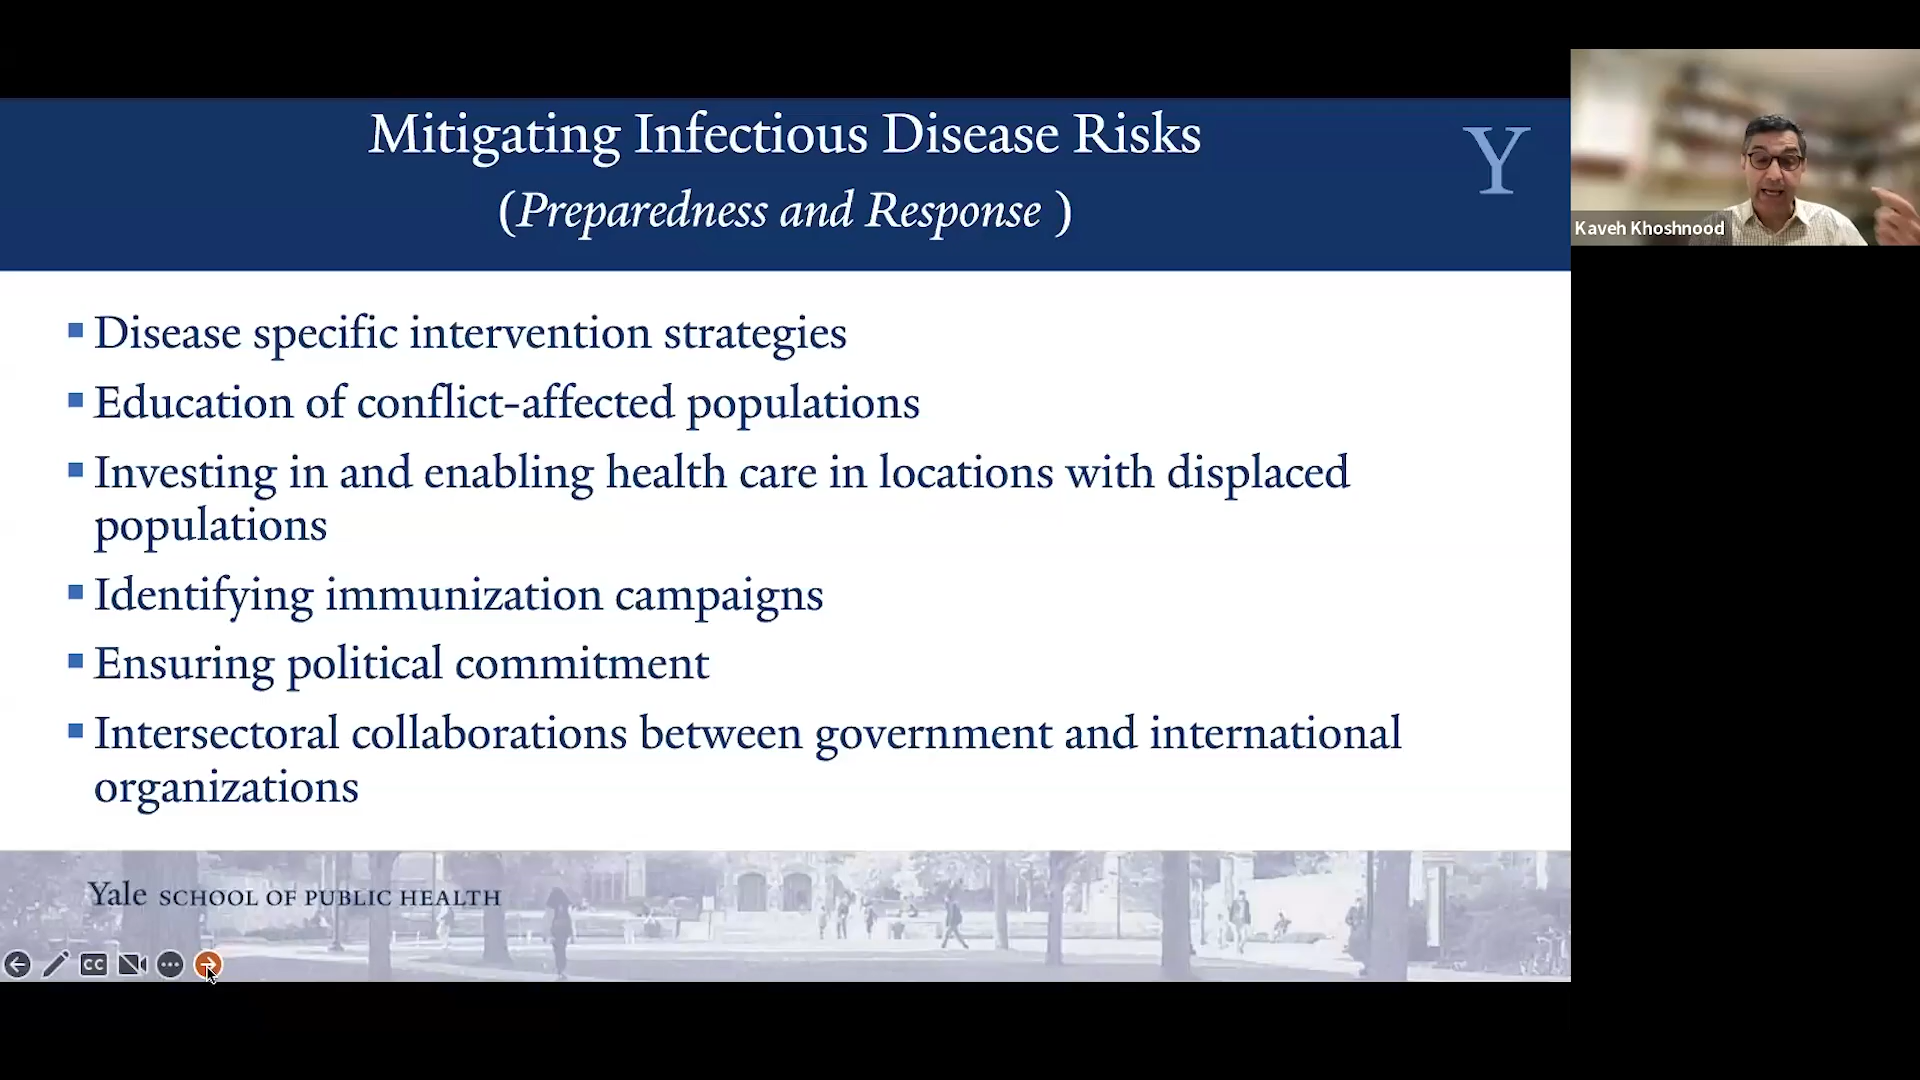 Mitigating Infectious Disease Risks
(Preparedness and Response )
Y
Kaveh Khoshnood
▪ Disease specific intervention strategies
▪ Education of conflict-affected populations
▪ Investing in and enabling health care in locations with displaced
populations
▪ Identifying immunization campaigns
▪ Ensuring political commitment
▪ Intersectoral collaborations between government and international
organizations
Yale SCHOOL OF PUBLIC HEALTH
CC